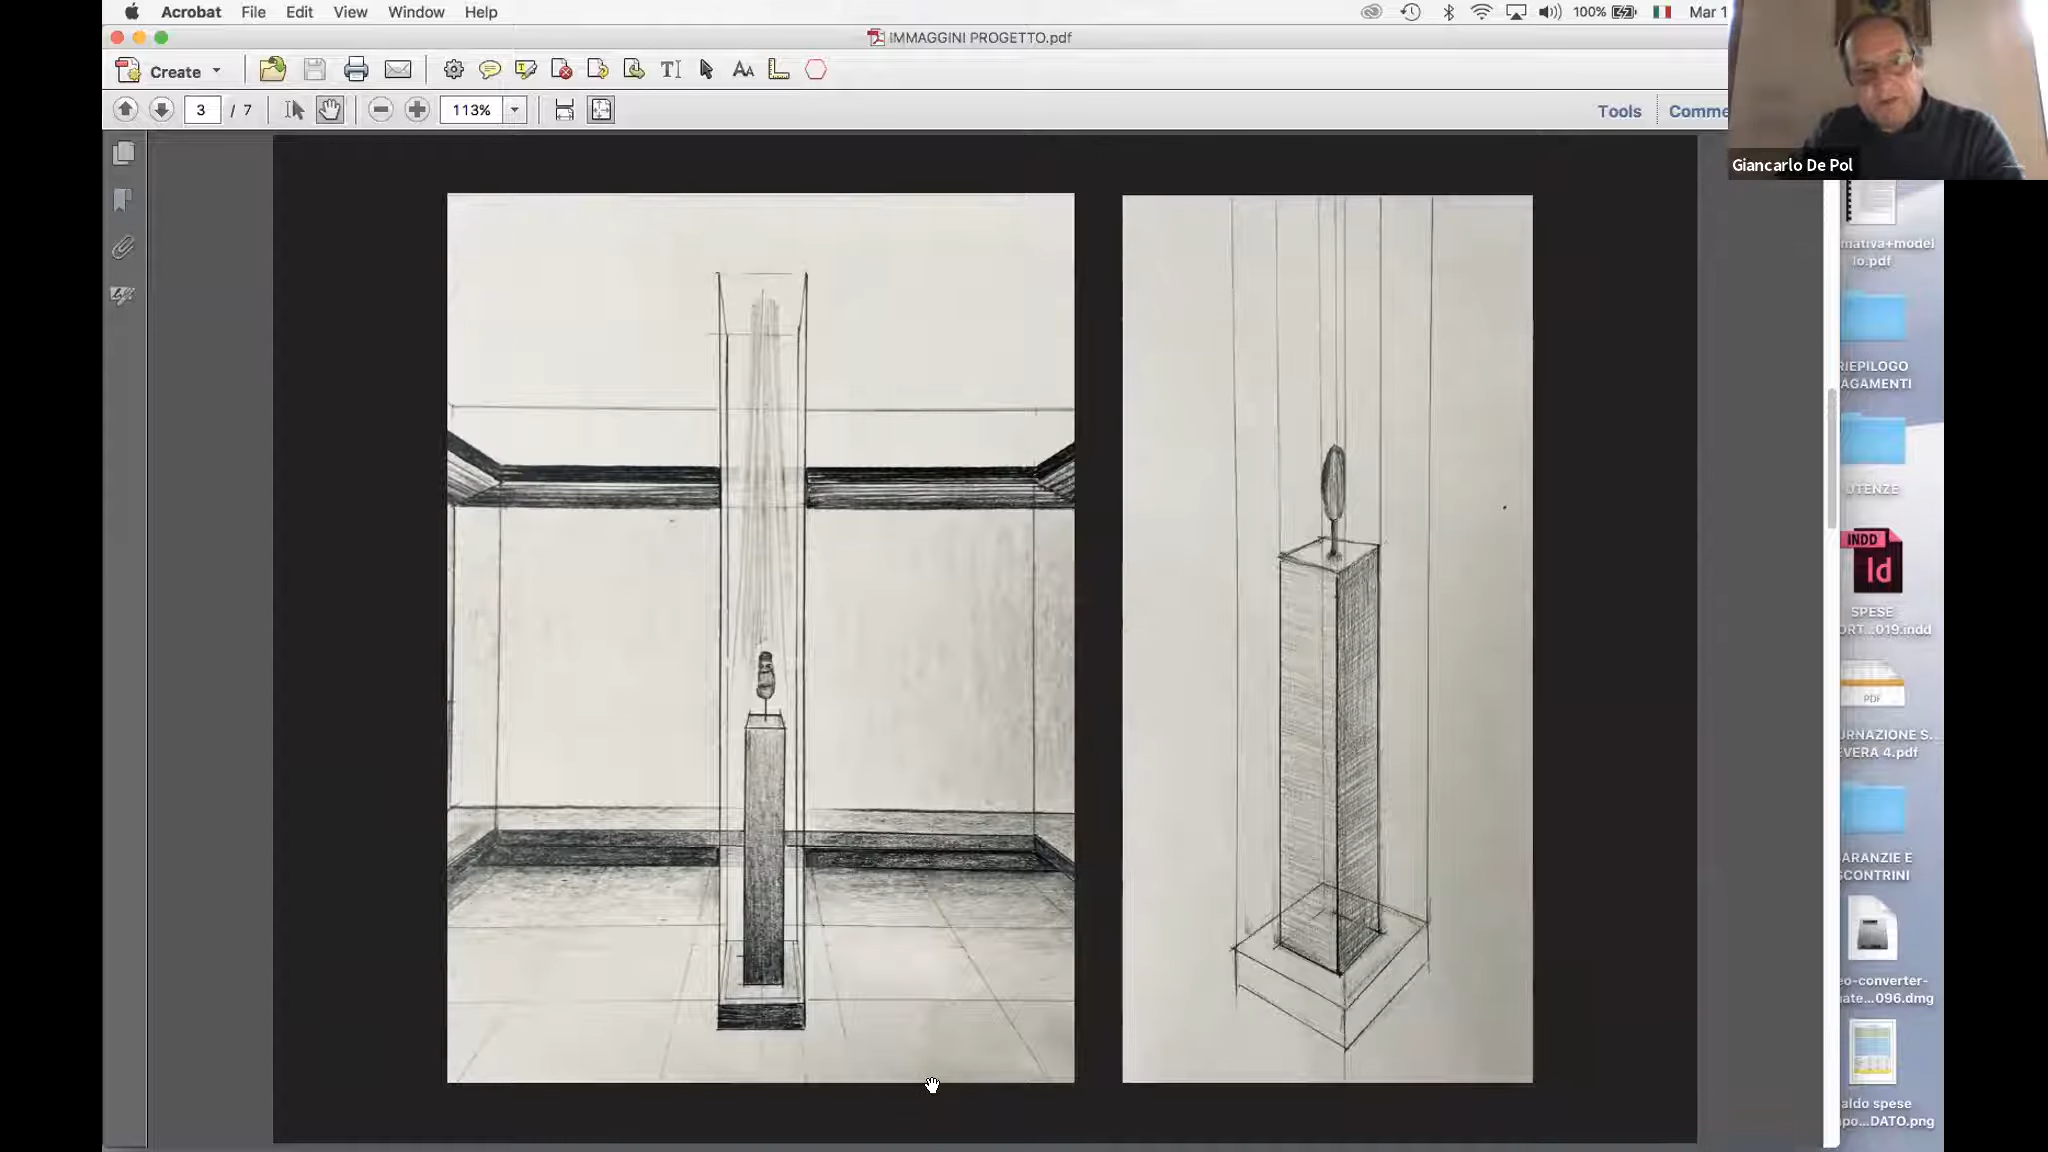 Acrobat File Edit View Window Help
100% Mar 1
IMMAGGINI PROGETTO.pdf
Create
3 / 7
113%
Tools
Comme
Giancarlo De Pol
mativa+model
lo.pdf
RIEPILOGO
AGAMENTI
UTENZE
INDD
Id
SPESE
ORT...019.indd
PDF
URNAZIONE S...
EVERA 4.pdf
ARANZIE E
SCONTRINI
eo-converter-
mate...096.dmg
aldo spese
po...DATO.png